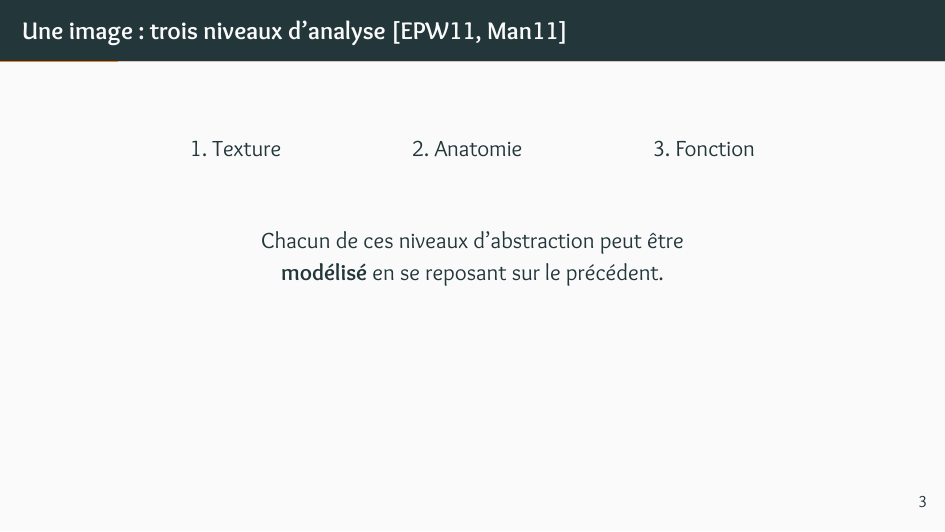 Une image : trois niveaux d’analyse [EPW11, Man11]
1. Texture 2. Anatomie 3. Fonction
Chacun de ces niveaux d’abstraction peut être
modélisé en se reposant sur le précédent.
3